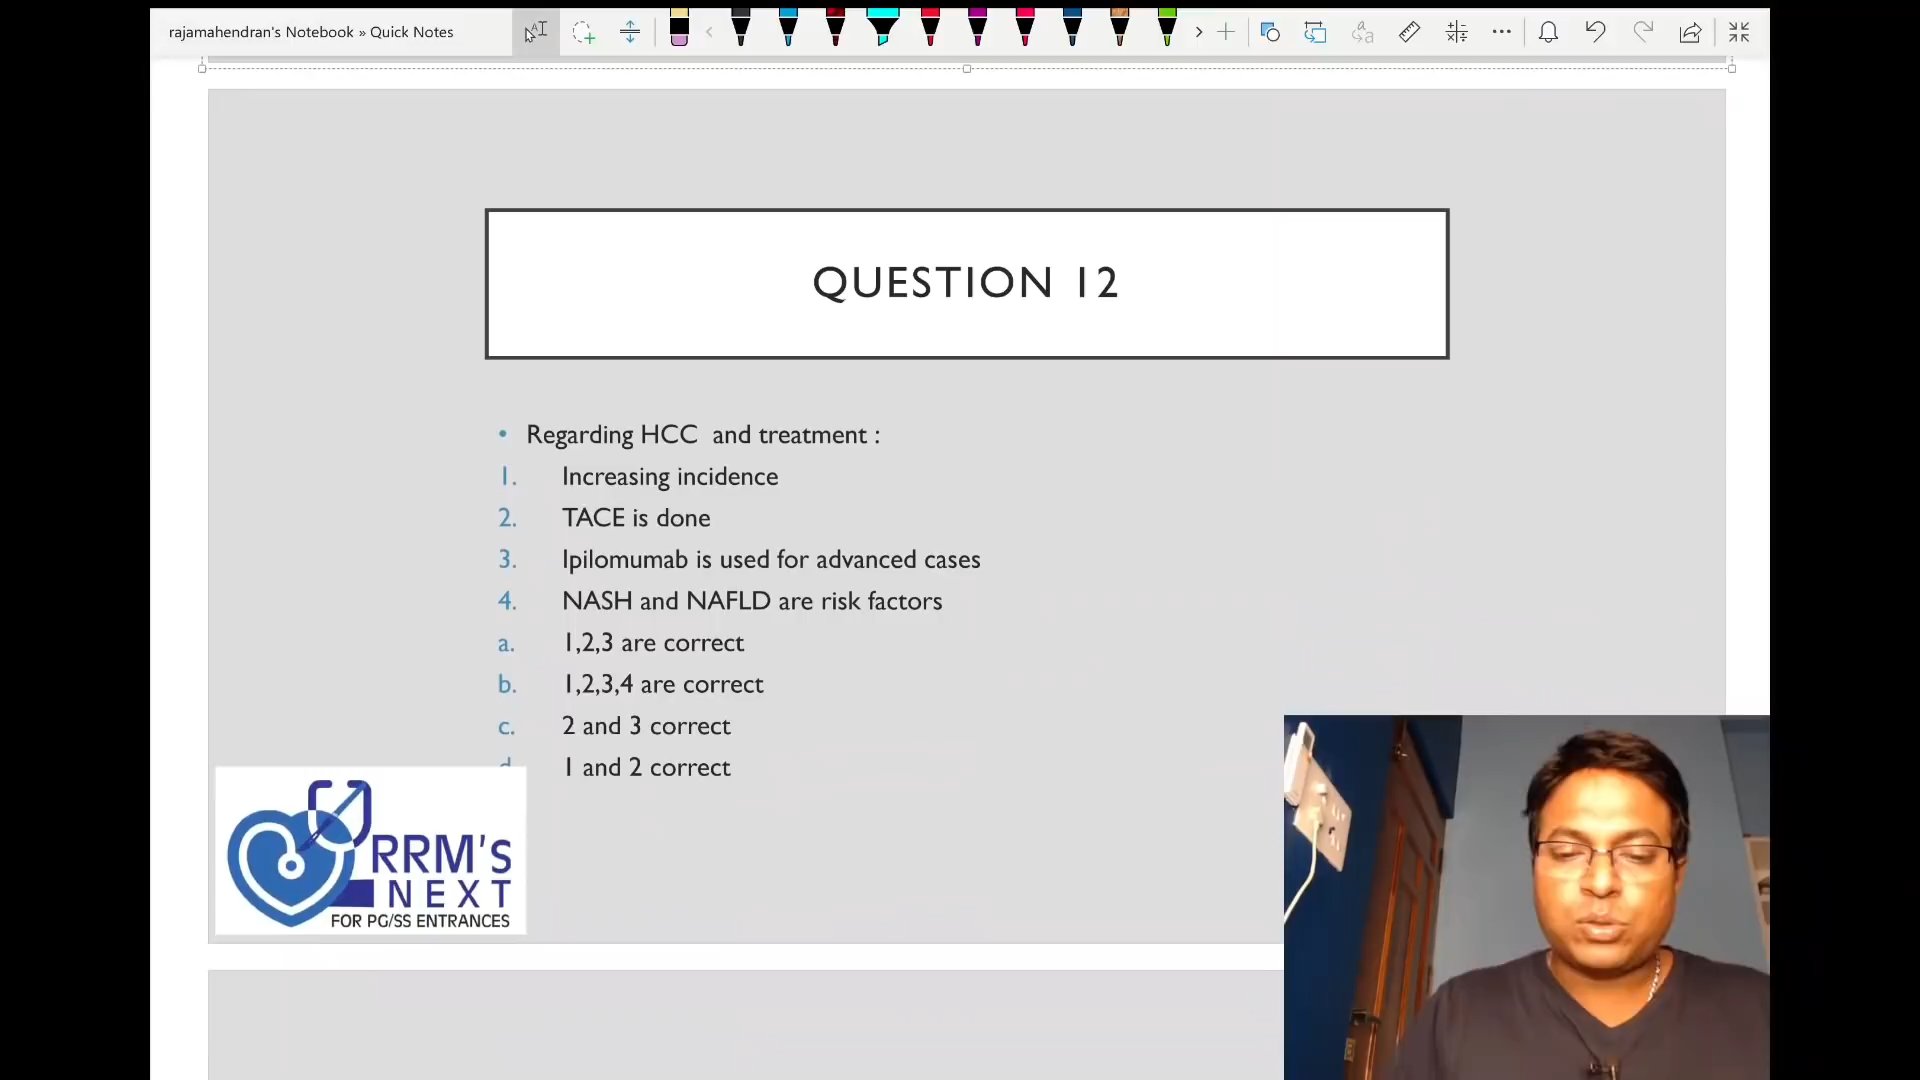 rajamahendran's Notebook » Quick Notes
QUESTION 12
• Regarding HCC and treatment :
1. Increasing incidence
2. TACE is done
3. Ipilomumab is used for advanced cases
4. NASH and NAFLD are risk factors
a. 1,2,3 are correct
b. 1,2,3,4 are correct
c. 2 and 3 correct
d. 1 and 2 correct
RRM'S
NEXT
FOR PG/SS ENTRANCES